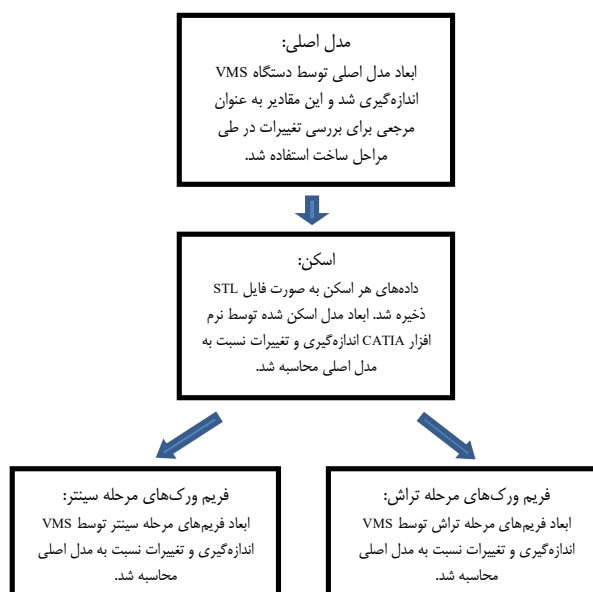 مدل اصلی:
ابعاد مدل اصلی توسط دستگاه VMS
اندازه‌گیری شد و این مقادیر به عنوان
مرجعی برای بررسی تغییرات در طی
مراحل ساخت استفاده شد.
اسکن:
داده‌های هر اسکن به صورت فایل STL
ذخیره شد. ابعاد مدل اسکن شده توسط نرم
افزار CATIA اندازه‌گیری و تغییرات نسبت به
مدل اصلی محاسبه شد.
فریم ورک‌های مرحله تراش:
ابعاد فریم‌های مرحله تراش توسط VMS
اندازه‌گیری و تغییرات نسبت به مدل اصلی
محاسبه شد.
فریم ورک‌های مرحله سینتر:
ابعاد فریم‌های مرحله سینتر توسط VMS
اندازه‌گیری و تغییرات نسبت به مدل اصلی
محاسبه شد.